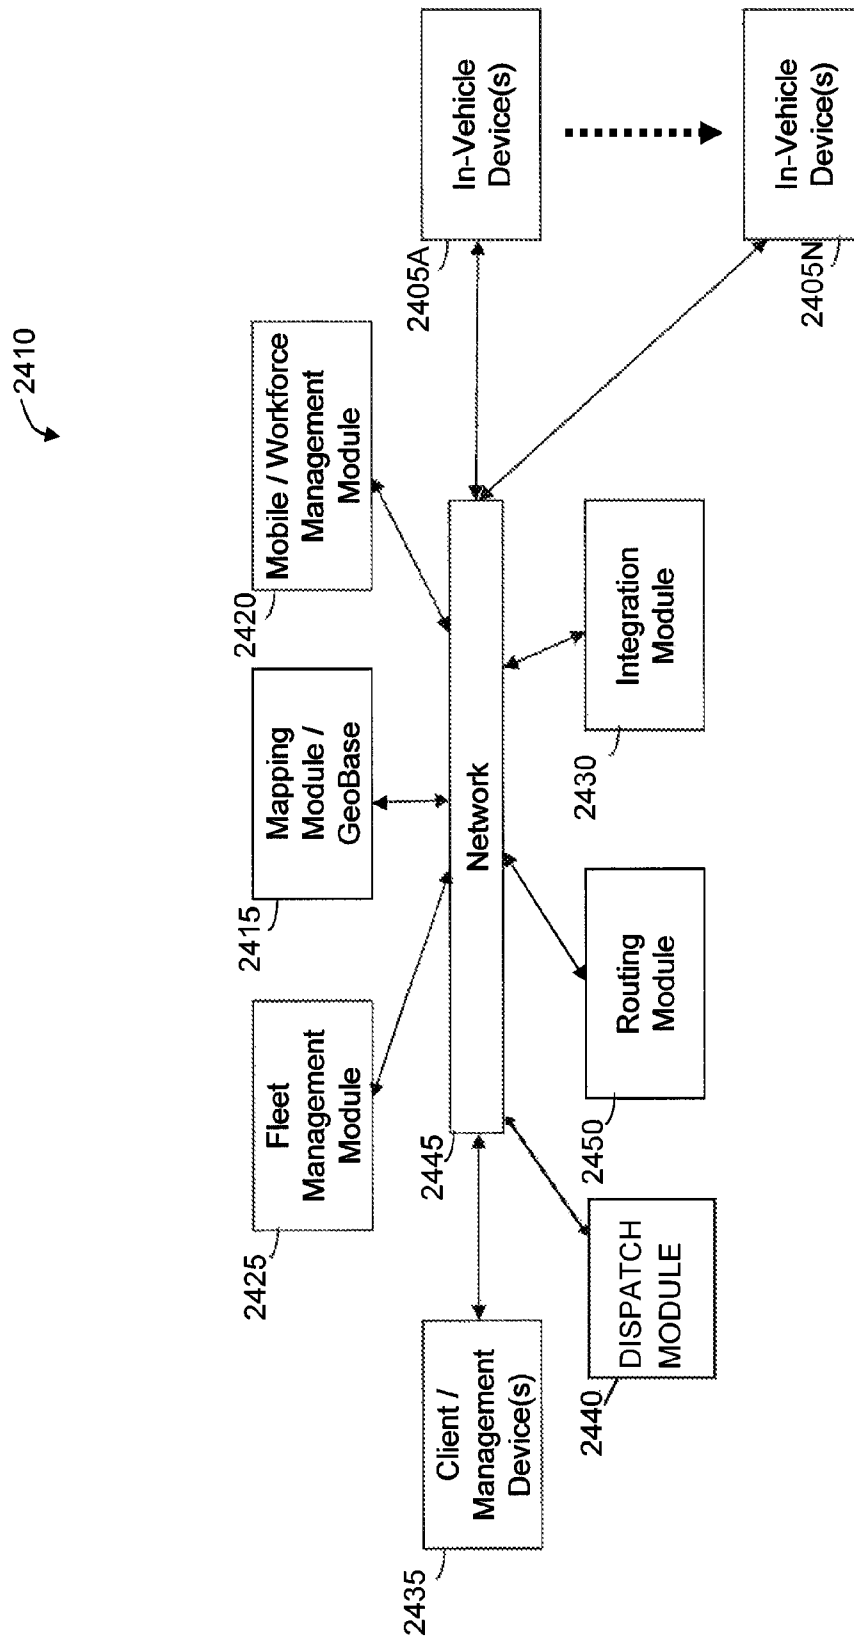 2410
Fleet
Management
Module
2425
Mapping
Module /
GeoBase
2415
Mobile / Workforce
Management
Module
2420
Client /
Management
Device(s)
2435
Network
2445
In-Vehicle
Device(s)
2405A
DISPATCH
MODULE
2440
Routing
Module
2450
Integration
Module
2430
In-Vehicle
Device(s)
2405N